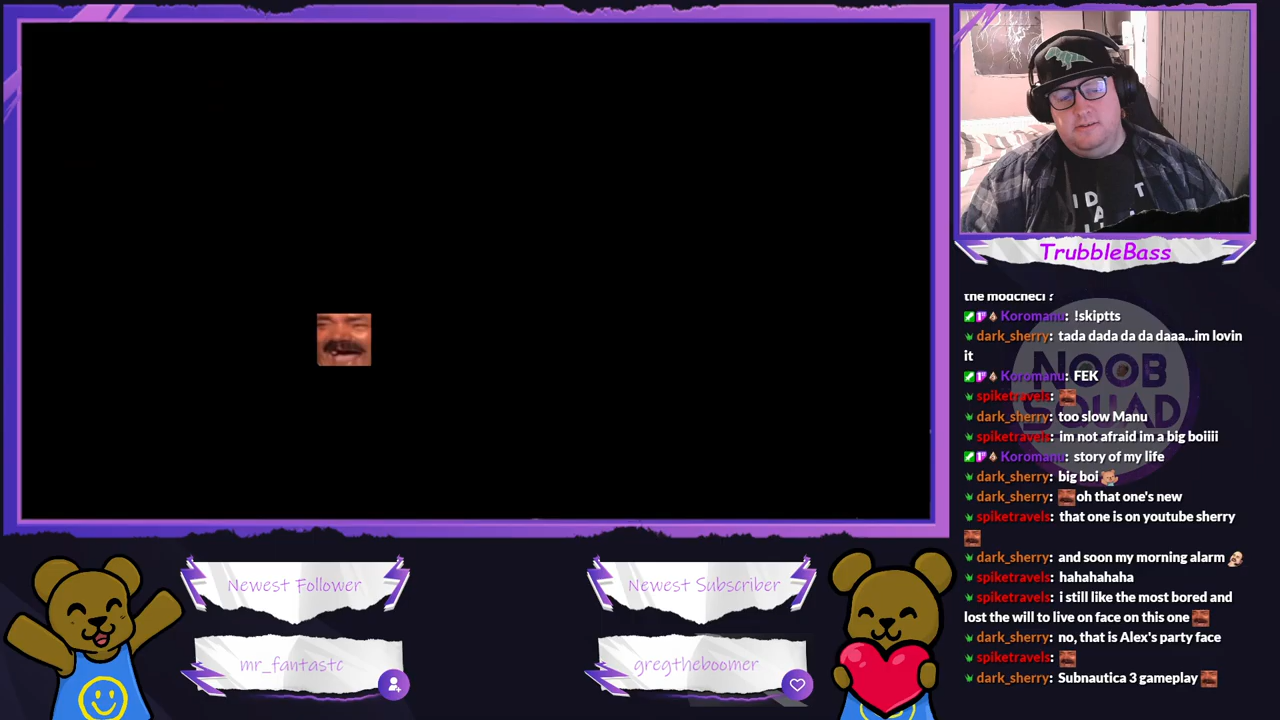 I D T
A
TrubbleBass
the modcheci ?
Koromanu: !skiptts
dark_sherry: tada dada da da daaa...im lovin
it
Koromanu: FEK
spiketravels:
dark_sherry: too slow Manu
spiketravels: im not afraid im a big boiiii
Koromanu: story of my life
dark_sherry: big boi
dark_sherry: oh that one's new
spiketravels: that one is on youtube sherry
dark_sherry: and soon my morning alarm
spiketravels: hahahahaha
spiketravels: i still like the most bored and
lost the will to live on face on this one
dark_sherry: no, that is Alex's party face
spiketravels:
dark_sherry: Subnautica 3 gameplay
NOOB
SQUAD
Newest Follower
mr_fantastc
Newest Subscriber
gregtheboomer